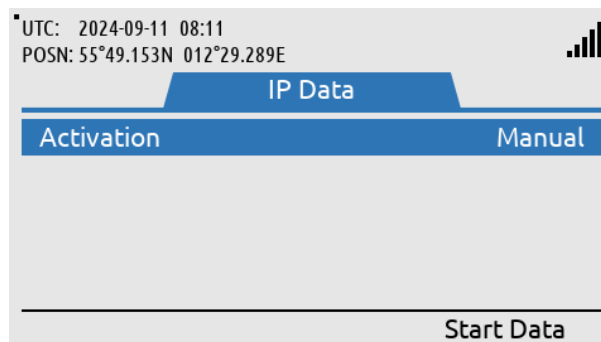 UTC: 2024-09-11 08:11
POSN: 55°49.153N 012°29.289E
IP Data
Activation Manual
Start Data